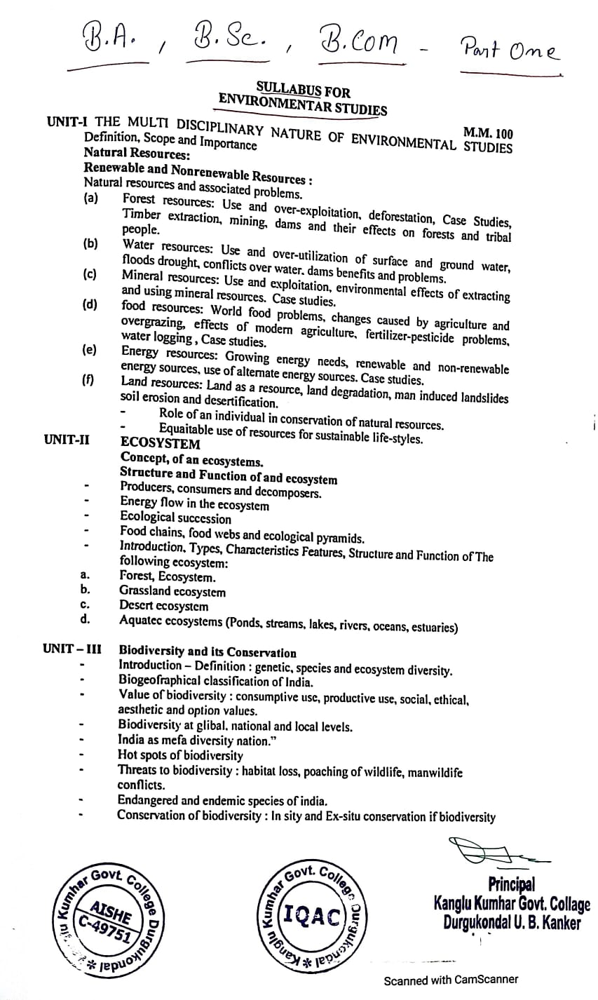 B.A. , B.Sc. , B.Com - Part One
SULLABUS FOR
ENVIRONMENTAR STUDIES
M.M. 100
UNIT-I THE MULTI DISCIPLINARY NATURE OF ENVIRONMENTAL STUDIES
Definition, Scope and Importance
Natural Resources:
Renewable and Nonrenewable Resources :
Natural resources and associated problems.
(a) Forest resources: Use and over-exploitation, deforestation, Case Studies,
Timber extraction, mining, dams and their effects on forests and tribal
people.
(b) Water resources: Use and over-utilization of surface and ground water,
floods drought, conflicts over water. dams benefits and problems.
(c) Mineral resources: Use and exploitation, environmental effects of extracting
and using mineral resources. Case studies.
(d) food resources: World food problems, changes caused by agriculture and
overgrazing, effects of modern agriculture, fertilizer-pesticide problems,
water logging , Case studies.
(e) Energy resources: Growing energy needs, renewable and non-renewable
energy sources, use of alternate energy sources. Case studies.
(f) Land resources: Land as a resource, land degradation, man induced landslides
soil erosion and desertification.
- Role of an individual in conservation of natural resources.
- Equaitable use of resources for sustainable life-styles.
UNIT-II ECOSYSTEM
Concept, of an ecosystems.
Structure and Function of and ecosystem
- Producers, consumers and decomposers.
- Energy flow in the ecosystem
- Ecological succession
- Food chains, food webs and ecological pyramids.
- Introduction, Types, Characteristics Features, Structure and Function of The
following ecosystem:
a. Forest, Ecosystem.
b. Grassland ecosystem
c. Desert ecosystem
d. Aquatec ecosystems (Ponds, streams, lakes, rivers, oceans, estuaries)
UNIT – III Biodiversity and its Conservation
- Introduction – Definition : genetic, species and ecosystem diversity.
- Biogeofraphical classification of India.
- Value of biodiversity : consumptive use, productive use, social, ethical,
aesthetic and option values.
- Biodiversity at glibal, national and local levels.
- India as mefa diversity nation.”
- Hot spots of biodiversity
- Threats to biodiversity : habitat loss, poaching of wildlife, manwildife
conflicts.
- Endangered and endemic species of india.
- Conservation of biodiversity : In sity and Ex-situ conservation if biodiversity
Kumhar Govt. College Durgukondal *
AISHE
C-49751
Kanglu Kumhar Govt. College Durgukondal *
IQAC
Principal
Kanglu Kumhar Govt. Collage
Durgukondal U. B. Kanker
Scanned with CamScanner